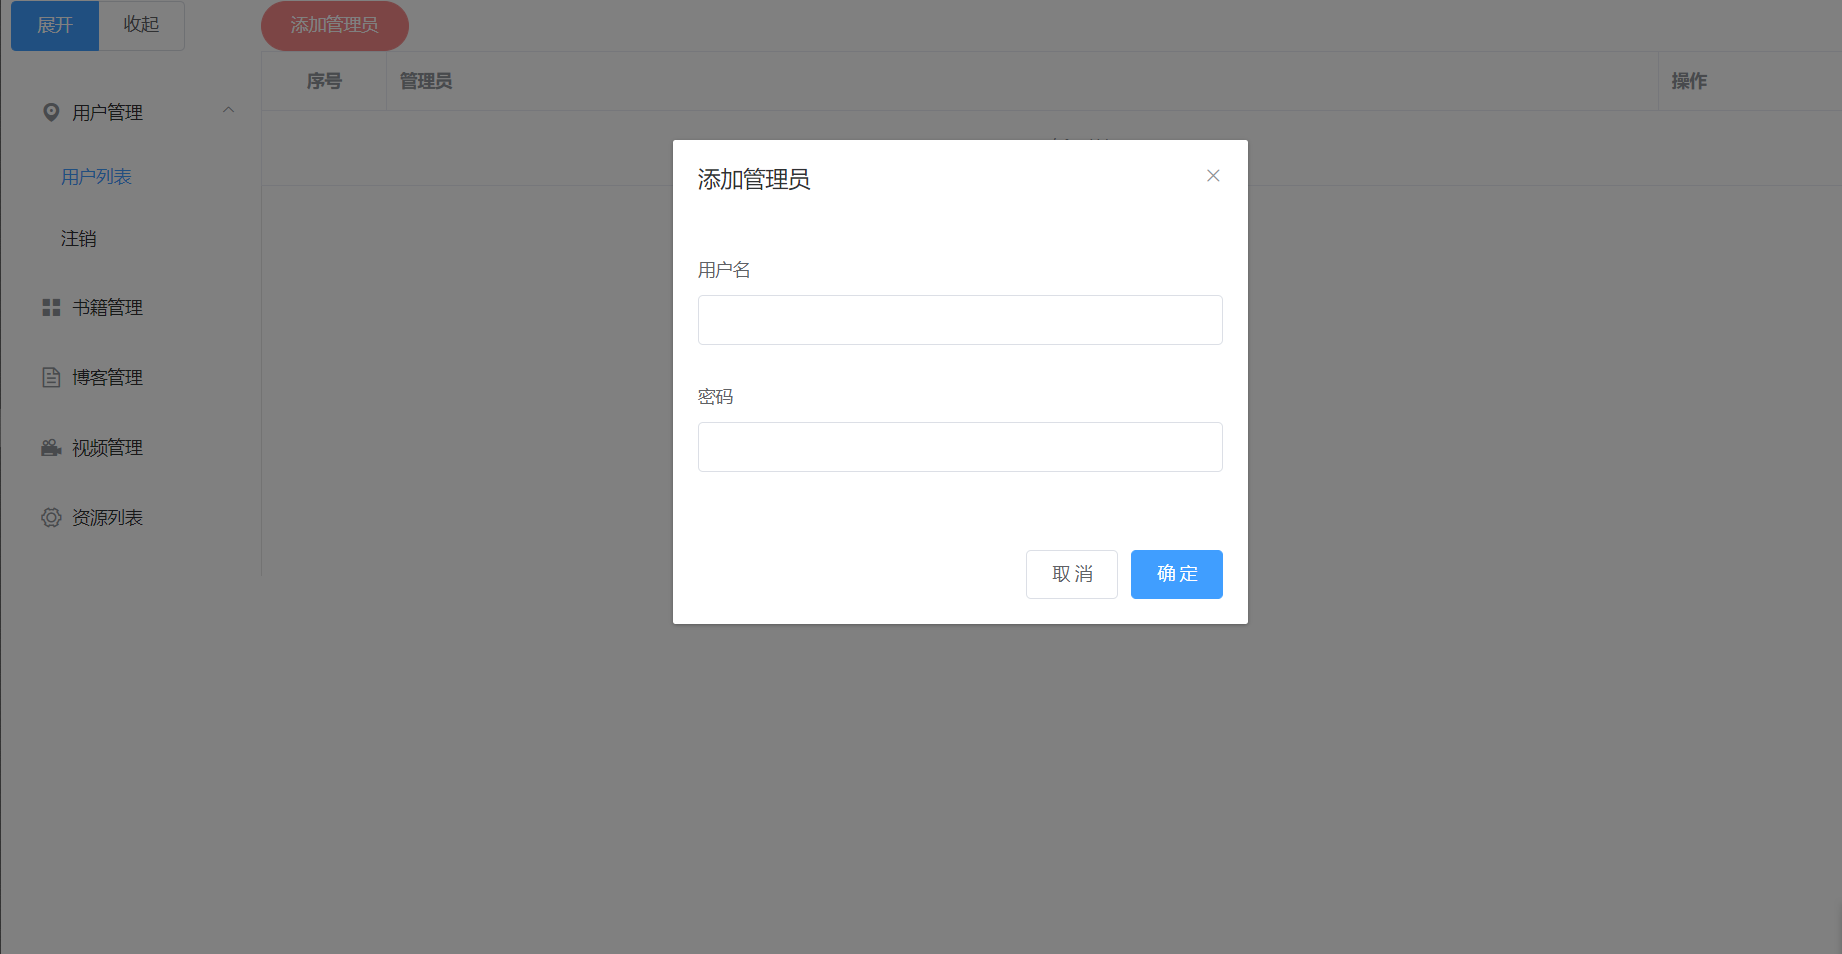 展开 收起 添加管理员
序号 管理员 操作
用户管理
用户列表
注销
书籍管理
博客管理
视频管理
资源列表
添加管理员
用户名
密码
取 消 确 定